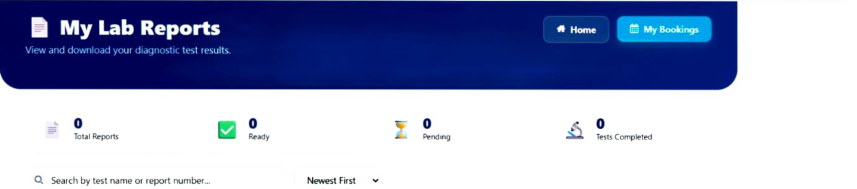 My Lab Reports
View and download your diagnostic test results.
Home
My Bookings
0
Total Reports
0
Ready
0
Pending
0
Tests Completed
Search by test name or report number...
Newest First